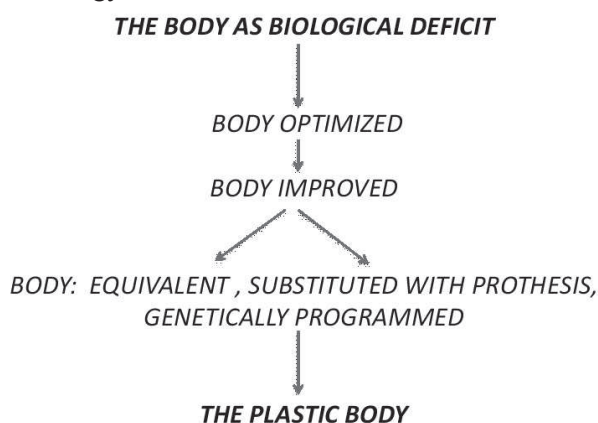 THE BODY AS BIOLOGICAL DEFICIT
BODY OPTIMIZED
BODY IMPROVED
BODY: EQUIVALENT , SUBSTITUTED WITH PROTHESIS,
GENETICALLY PROGRAMMED
THE PLASTIC BODY